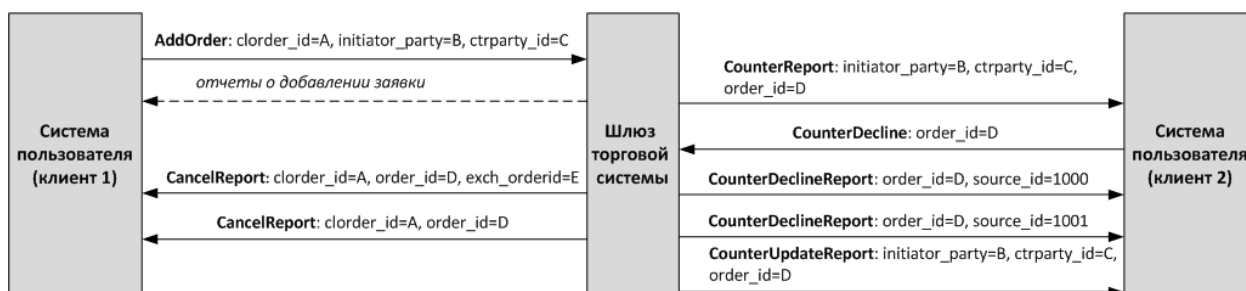 AddOrder: clorder_id=A, initiator_party=B, ctrparty_id=C
отчеты о добавлении заявки
CounterReport: initiator_party=B, ctrparty_id=C,
order_id=D
Система
пользователя
(клиент 1)
Шлюз
торговой
системы
Система
пользователя
(клиент 2)
CounterDecline: order_id=D
CancelReport: clorder_id=A, order_id=D, exch_orderid=E
CounterDeclineReport: order_id=D, source_id=1000
CancelReport: clorder_id=A, order_id=D
CounterDeclineReport: order_id=D, source_id=1001
CounterUpdateReport: initiator_party=B, ctrparty_id=C,
order_id=D